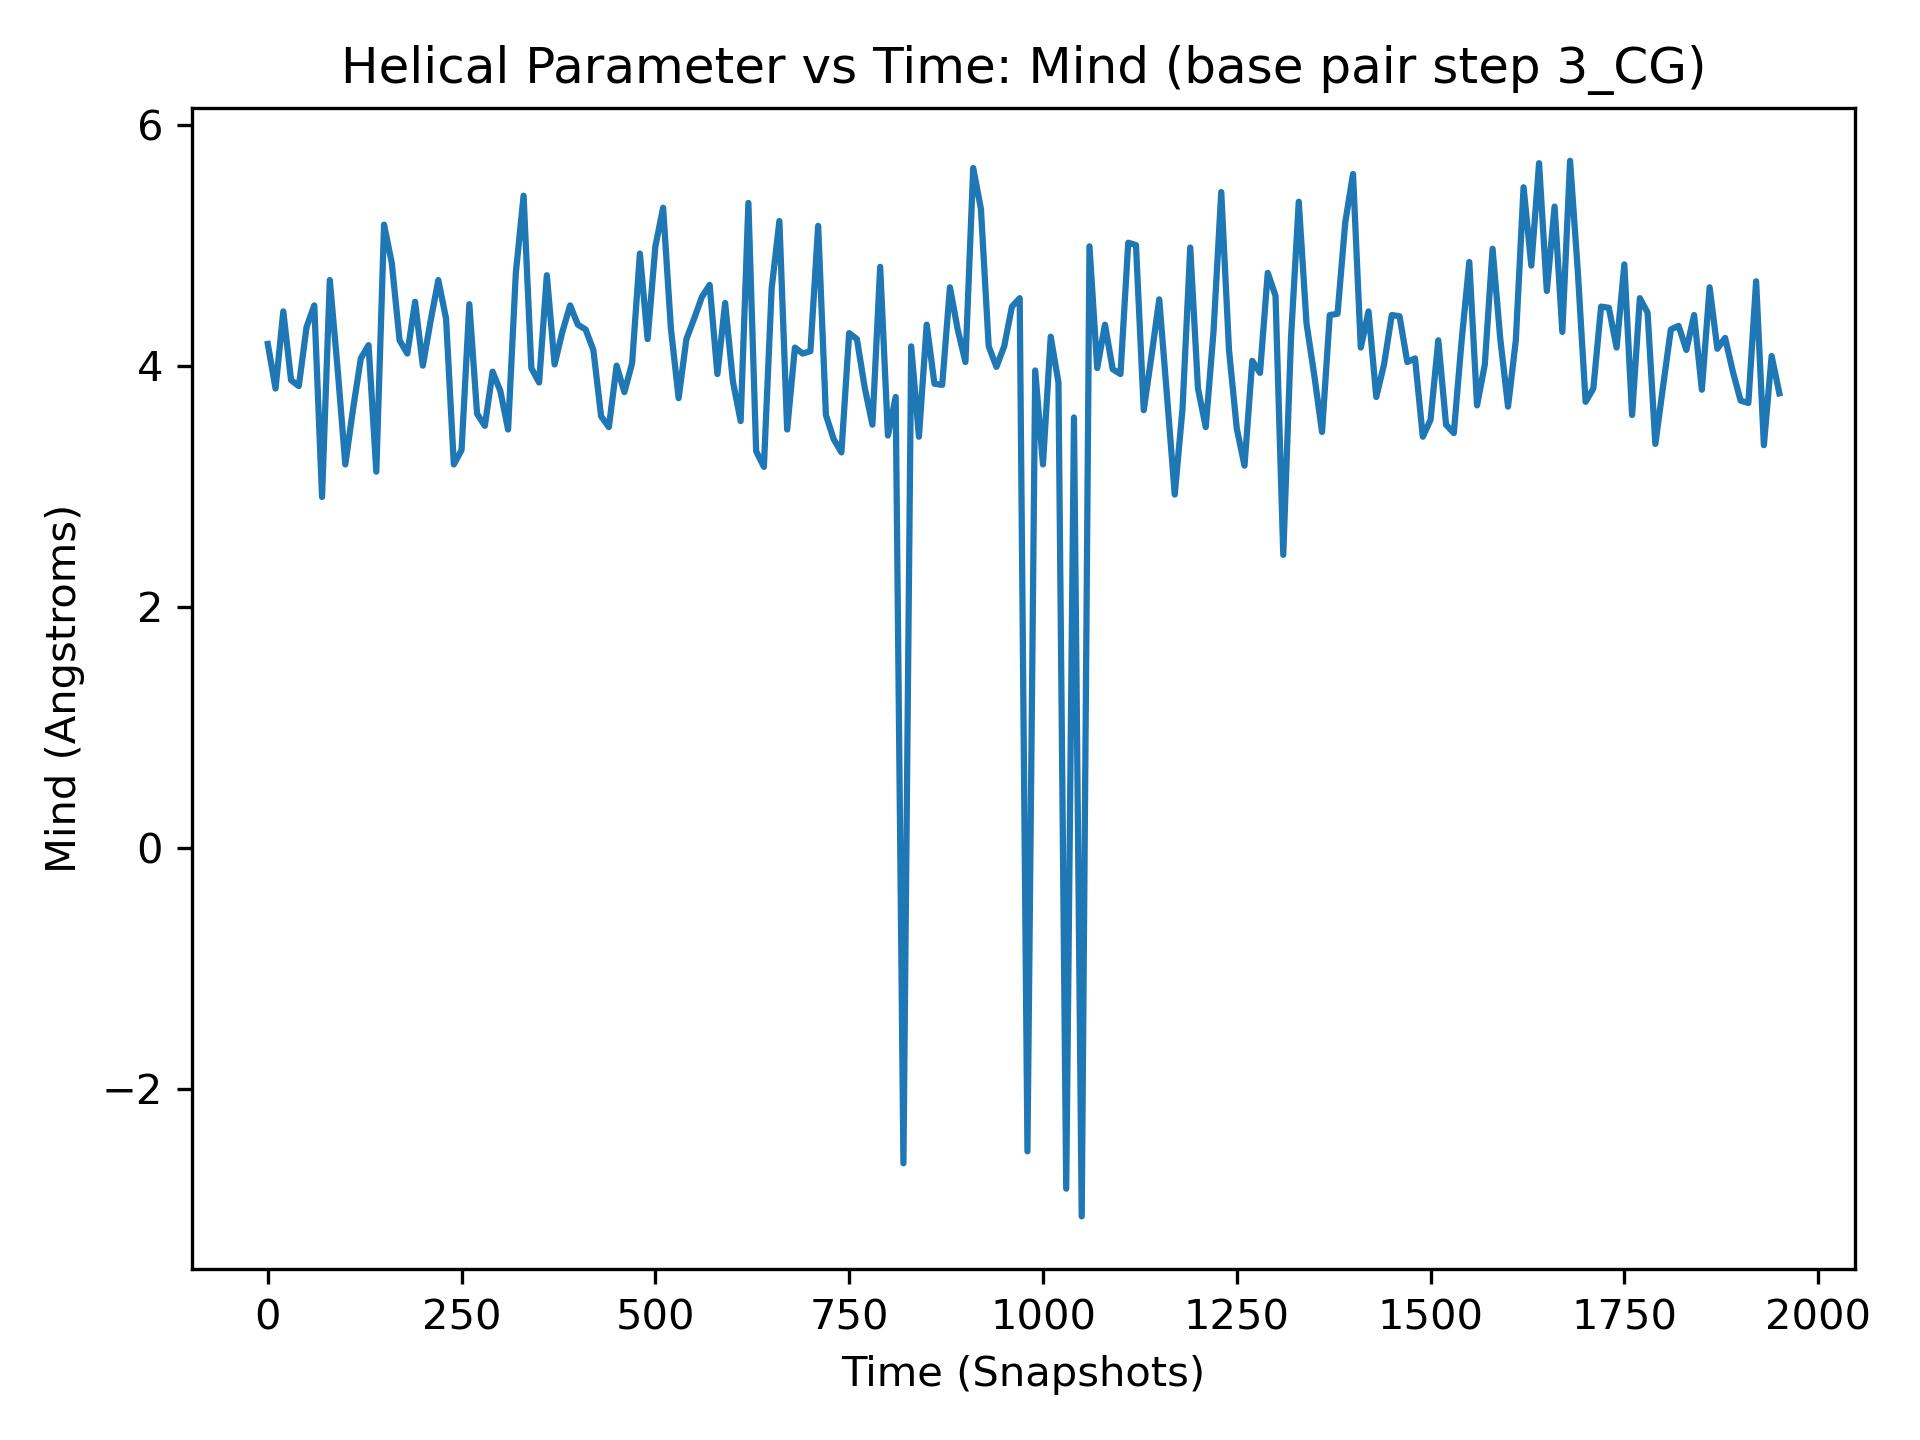 Helical Parameter vs Time: Mind (base pair step 3_CG)
Mind (Angstroms)
6
4
2
0
−2
0 250 500 750 1000 1250 1500 1750 2000
Time (Snapshots)